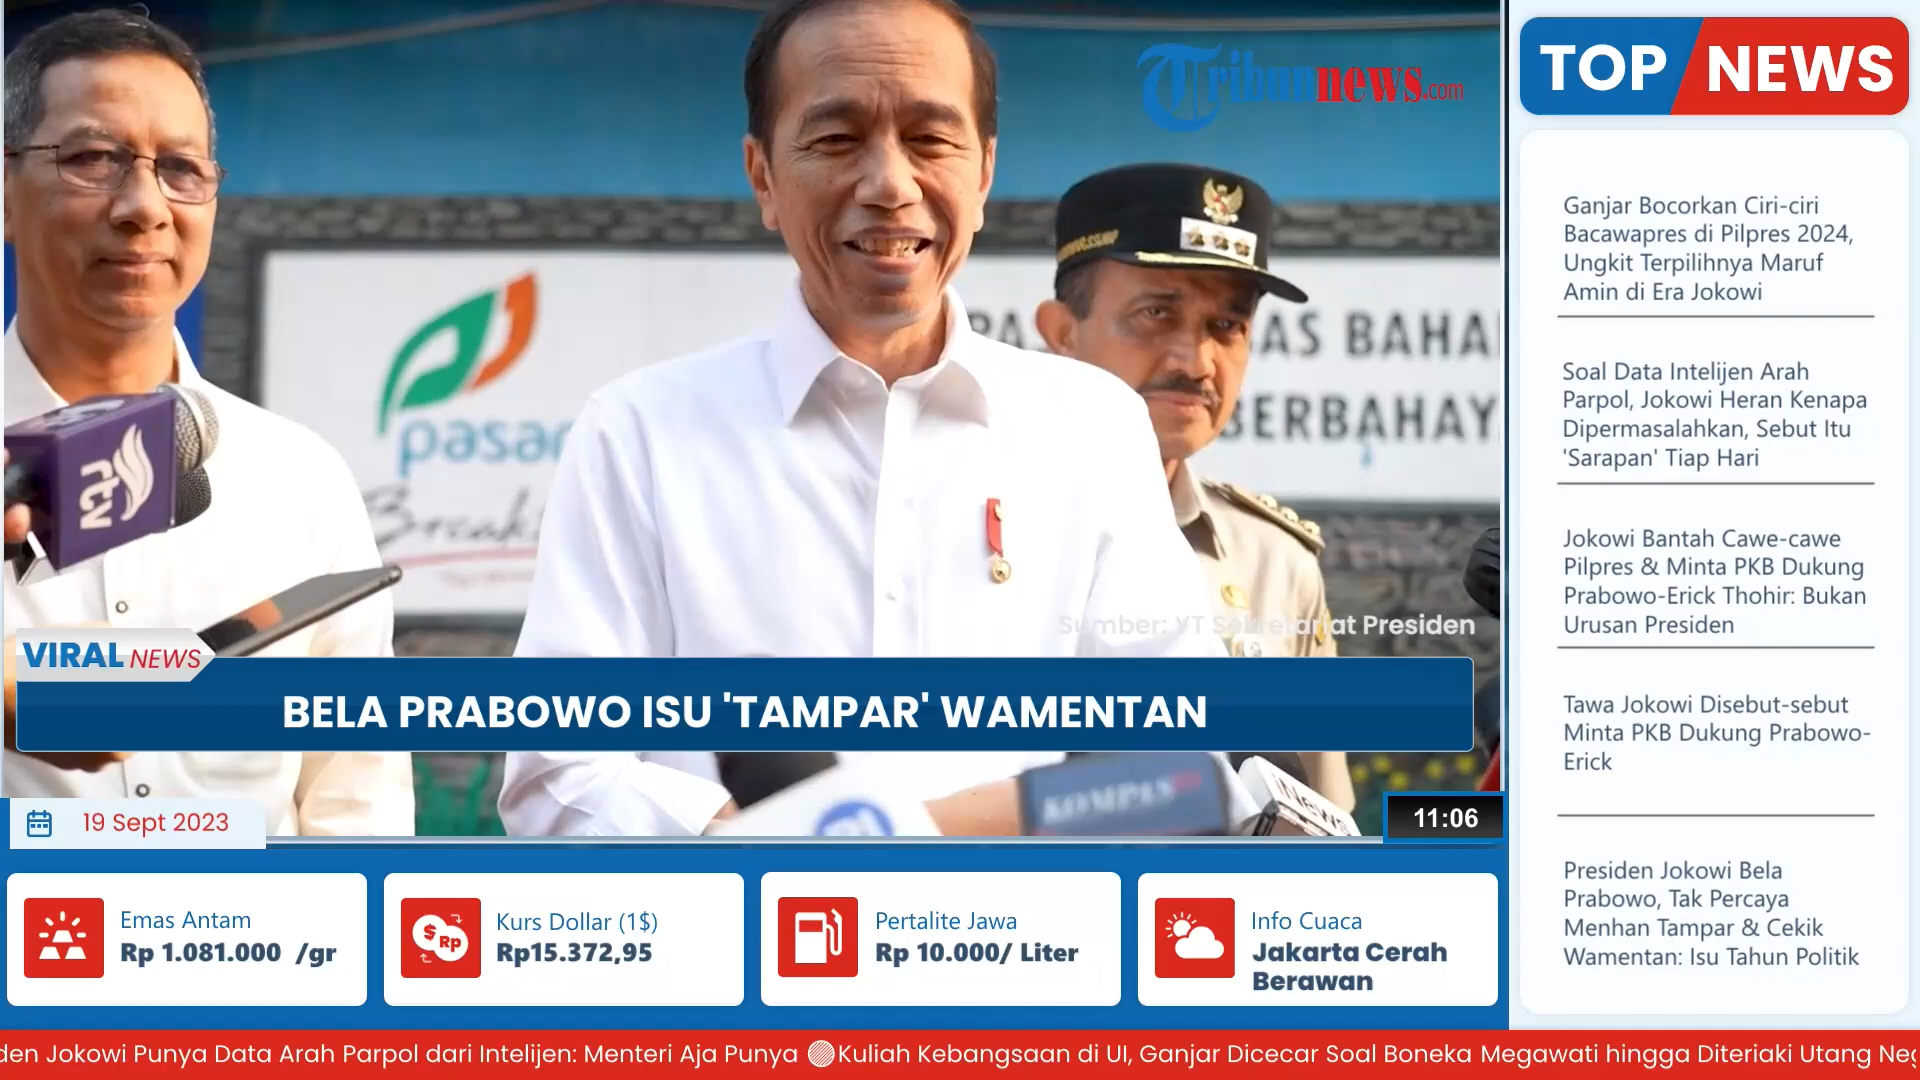 Tribunnews.com
TOP NEWS
Ganjar Bocorkan Ciri-ciri
Bacawapres di Pilpres 2024,
Ungkit Terpilihnya Maruf
Amin di Era Jokowi
Soal Data Intelijen Arah
Parpol, Jokowi Heran Kenapa
Dipermasalahkan, Sebut Itu
'Sarapan' Tiap Hari
Jokowi Bantah Cawe-cawe
Pilpres & Minta PKB Dukung
Prabowo-Erick Thohir: Bukan
Urusan Presiden
Tawa Jokowi Disebut-sebut
Minta PKB Dukung Prabowo-
Erick
Presiden Jokowi Bela
Prabowo, Tak Percaya
Menhan Tampar & Cekik
Wamentan: Isu Tahun Politik
AS BAHA
BERBAHAY
pasar
rtv
Sumber: YT Sekretariat Presiden
VIRAL NEWS
BELA PRABOWO ISU 'TAMPAR' WAMENTAN
KOMPAS
iNews
19 Sept 2023
11:06
Emas Antam
Rp 1.081.000 /gr
Kurs Dollar (1$)
Rp15.372,95
Pertalite Jawa
Rp 10.000/ Liter
Info Cuaca
Jakarta Cerah
Berawan
den Jokowi Punya Data Arah Parpol dari Intelijen: Menteri Aja Punya Kuliah Kebangsaan di UI, Ganjar Dicecar Soal Boneka Megawati hingga Diteriaki Utang Neg